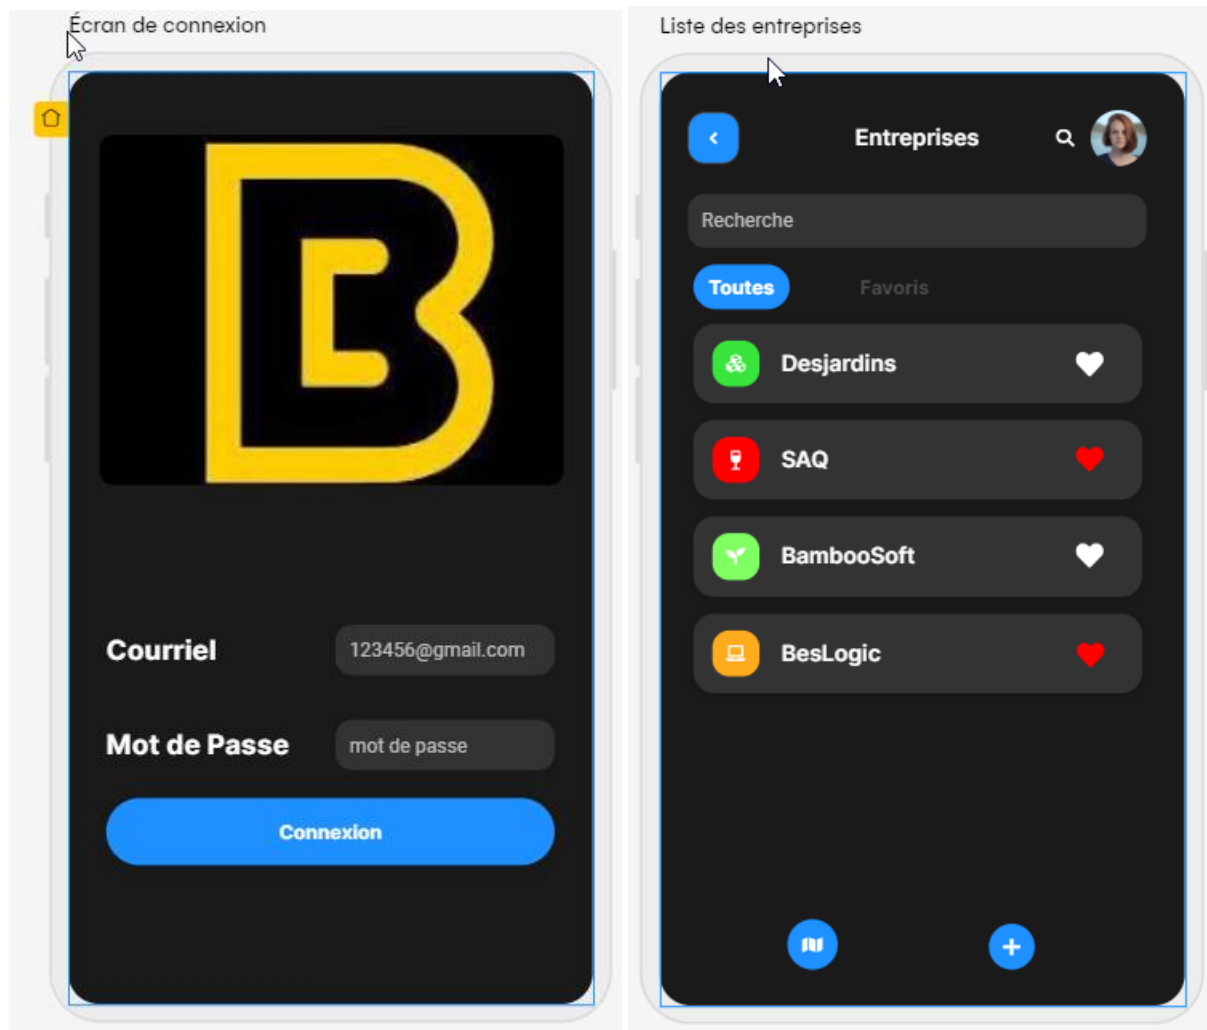 Écran de connexion
B
Courriel
123456@gmail.com
Mot de Passe
mot de passe
Connexion
Liste des entreprises
Entreprises
Recherche
Toutes
Favoris
Desjardins
SAQ
BambooSoft
BesLogic